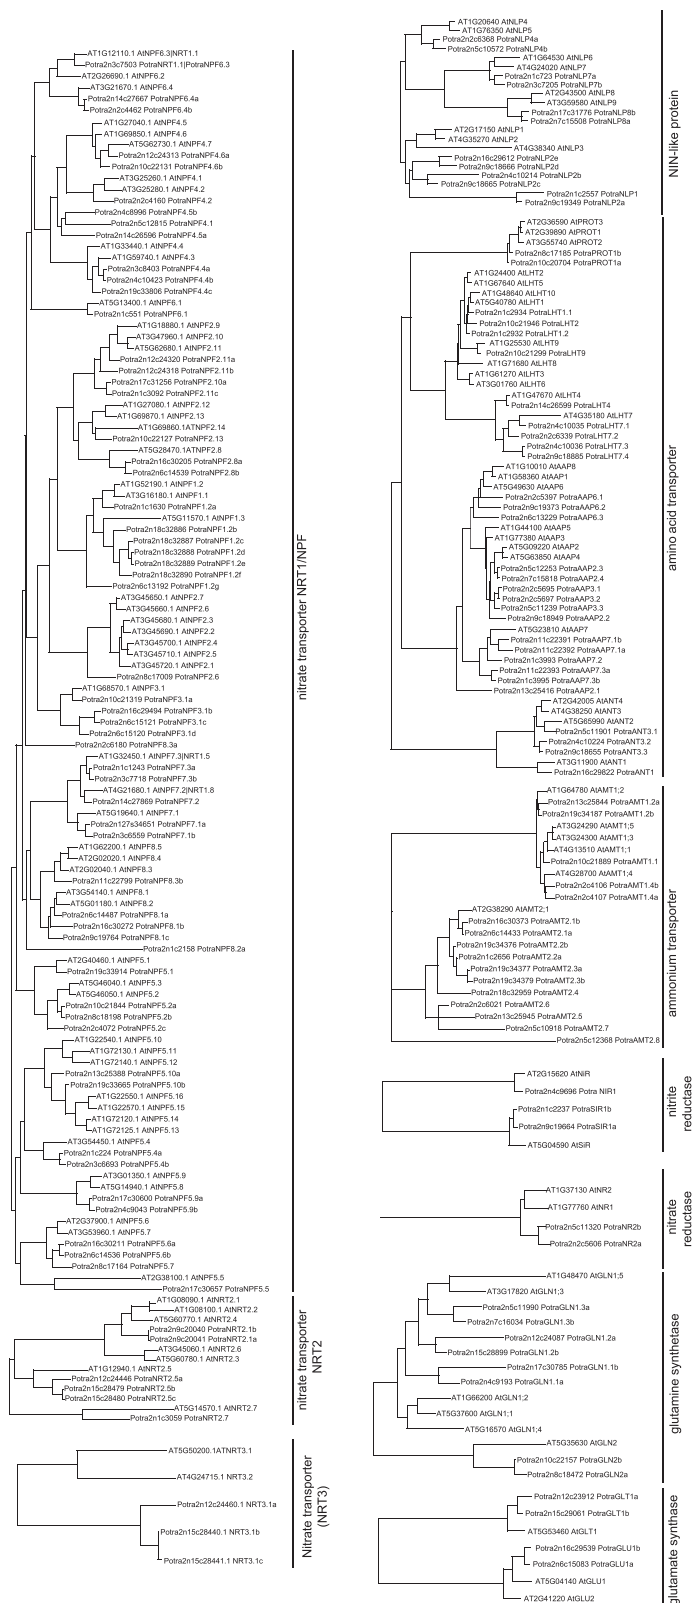 AT1G12110.1 AtNPF6.3|NRT1.1
Potra2n3c7503 PotraNRT1.1|PotraNPF6.3
AT2G26690.1 AtNPF6.2
AT3G21670.1 AtNPF6.4
Potra2n14c27667 PotraNPF6.4a
Potra2n2c4462 PotraNPF6.4b
AT1G27040.1 AtNPF4.5
AT1G69850.1 AtNPF4.6
AT5G62730.1 AtNPF4.7
Potra2n12c24313 PotraNPF4.6a
Potra2n10c22131 PotraNPF4.6b
AT3G25260.1 AtNPF4.1
AT3G25280.1 AtNPF4.2
Potra2n2c4160 PotraNPF4.2
Potra2n4c8996 PotraNPF4.5b
Potra2n5c12815 PotraNPF4.1
Potra2n14c26596 PotraNPF4.5a
AT1G33440.1 AtNPF4.4
AT1G59740.1 AtNPF4.3
Potra2n3c8403 PotraNPF4.4a
Potra2n4c10423 PotraNPF4.4b
Potra2n19c33806 PotraNPF4.4c
AT5G13400.1 AtNPF6.1
Potra2n1c551 PotraNPF6.1
AT1G18880.1 AtNPF2.9
AT3G47960.1 AtNPF2.10
AT5G62680.1 AtNPF2.11
Potra2n12c24320 PotraNPF2.11a
Potra2n12c24318 PotraNPF2.11b
Potra2n17c31256 PotraNPF2.10a
Potra2n1c3092 PotraNPF2.11c
AT1G27080.1 AtNPF2.12
AT1G69870.1 AtNPF2.13
AT1G69860.1ATNPF2.14
Potra2n10c22127 PotraNPF2.13
AT5G28470.1ATNPF2.8
Potra2n16c30205 PotraNPF2.8a
Potra2n6c14539 PotraNPF2.8b
AT1G52190.1 AtNPF1.2
AT3G16180.1 AtNPF1.1
Potra2n1c1630 PotraNPF1.2a
AT5G11570.1 AtNPF1.3
Potra2n18c32886 PotraNPF1.2b
Potra2n18c32887 PotraNPF1.2c
Potra2n18c32888 PotraNPF1.2d
Potra2n18c32889 PotraNPF1.2e
Potra2n18c32890 PotraNPF1.2f
Potra2n6c13192 PotraNPF1.2g
AT3G45650.1 AtNPF2.7
AT3G45660.1 AtNPF2.6
AT3G45680.1 AtNPF2.3
AT3G45690.1 AtNPF2.2
AT3G45700.1 AtNPF2.4
AT3G45710.1 AtNPF2.5
AT3G45720.1 AtNPF2.1
Potra2n8c17009 PotraNPF2.6
AT1G68570.1 AtNPF3.1
Potra2n10c21319 PotraNPF3.1a
Potra2n16c29494 PotraNPF3.1b
Potra2n6c15121 PotraNPF3.1c
Potra2n6c15120 PotraNPF3.1d
Potra2n2c6180 PotraNPF8.3a
AT1G32450.1 AtNPF7.3|NRT1.5
Potra2n1c1243 PotraNPF7.3a
Potra2n3c7718 PotraNPF7.3b
AT4G21680.1 AtNPF7.2|NRT1.8
Potra2n14c27869 PotraNPF7.2
AT5G19640.1 AtNPF7.1
Potra2n127s34651 PotraNPF7.1a
Potra2n3c6559 PotraNPF7.1b
AT1G62200.1 AtNPF8.5
AT2G02020.1 AtNPF8.4
AT2G02040.1 AtNPF8.3
Potra2n11c22799 PotraNPF8.3b
AT3G54140.1 AtNPF8.1
AT5G01180.1 AtNPF8.2
Potra2n6c14487 PotraNPF8.1a
Potra2n16c30272 PotraNPF8.1b
Potra2n9c19764 PotraNPF8.1c
Potra2n1c2158 PotraNPF8.2a
AT2G40460.1 AtNPF5.1
Potra2n19c33914 PotraNPF5.1
AT5G46040.1 AtNPF5.3
AT5G46050.1 AtNPF5.2
Potra2n10c21844 PotraNPF5.2a
Potra2n8c18198 PotraNPF5.2b
Potra2n2c4072 PotraNPF5.2c
AT1G22540.1 AtNPF5.10
AT1G72130.1 AtNPF5.11
AT1G72140.1 AtNPF5.12
Potra2n13c25388 PotraNPF5.10a
Potra2n19c33665 PotraNPF5.10b
AT1G22550.1 AtNPF5.16
AT1G22570.1 AtNPF5.15
AT1G72120.1 AtNPF5.14
AT1G72125.1 AtNPF5.13
AT3G54450.1 AtNPF5.4
Potra2n1c224 PotraNPF5.4a
Potra2n3c6693 PotraNPF5.4b
AT3G01350.1 AtNPF5.9
AT5G14940.1 AtNPF5.8
Potra2n17c30600 PotraNPF5.9a
Potra2n4c9043 PotraNPF5.9b
AT2G37900.1 AtNPF5.6
AT3G53960.1 AtNPF5.7
Potra2n16c30211 PotraNPF5.6a
Potra2n6c14536 PotraNPF5.6b
Potra2n8c17164 PotraNPF5.7
AT2G38100.1 AtNPF5.5
Potra2n17c30657 PotraNPF5.5
nitrate transporter NRT1/NPF
AT1G08090.1 AtNRT2.1
AT1G08100.1 AtNRT2.2
AT5G60770.1 AtNRT2.4
Potra2n9c20040 PotraNRT2.1b
Potra2n9c20041 PotraNRT2.1a
AT3G45060.1 AtNRT2.6
AT5G60780.1 AtNRT2.3
AT1G12940.1 AtNRT2.5
Potra2n12c24446 PotraNRT2.5a
Potra2n15c28479 PotraNRT2.5b
Potra2n15c28480 PotraNRT2.5c
AT5G14570.1 AtNRT2.7
Potra2n1c3059 PotraNRT2.7
nitrate transporter
NRT2
AT5G50200.1ATNRT3.1
AT4G24715.1 NRT3.2
Potra2n12c24460.1 NRT3.1a
Potra2n15c28440.1 NRT3.1b
Potra2n15c28441.1 NRT3.1c
Nitrate transporter
(NRT3)
AT1G20640 AtNLP4
AT1G76350 AtNLP5
Potra2n2c6368 PotraNLP4a
Potra2n5c10572 PotraNLP4b
AT1G64530 AtNLP6
AT4G24020 AtNLP7
Potra2n1c723 PotraNLP7a
Potra2n3c7205 PotraNLP7b
AT2G43500 AtNLP8
AT3G59580 AtNLP9
Potra2n17c31776 PotraNLP8b
Potra2n7c15508 PotraNLP8a
AT2G17150 AtNLP1
AT4G35270 AtNLP2
AT4G38340 AtNLP3
Potra2n16c29612 PotraNLP2e
Potra2n9c18666 PotraNLP2d
Potra2n4c10214 PotraNLP2b
Potra2n9c18665 PotraNLP2c
Potra2n1c2557 PotraNLP1
Potra2n9c19349 PotraNLP2a
NIN-like protein
AT2G36590 AtPROT3
AT2G39890 AtPROT1
AT3G55740 AtPROT2
Potra2n8c17185 PotraPROT1b
Potra2n10c20704 PotraPROT1a
AT1G24400 AtLHT2
AT1G67640 AtLHT5
AT1G48640 AtLHT10
AT5G40780 AtLHT1
Potra2n1c2934 PotraLHT1.1
Potra2n10c21946 PotraLHT2
Potra2n1c2932 PotraLHT1.2
AT1G25530 AtLHT9
Potra2n10c21299 PotraLHT9
AT1G71680 AtLHT8
AT1G61270 AtLHT3
AT3G01760 AtLHT6
AT1G47670 AtLHT4
Potra2n14c26599 PotraLHT4
AT4G35180 AtLHT7
Potra2n4c10035 PotraLHT7.1
Potra2n2c6339 PotraLHT7.2
Potra2n4c10036 PotraLHT7.3
Potra2n9c18885 PotraLHT7.4
AT1G10010 AtAAP8
AT1G58360 AtAAP1
AT5G49630 AtAAP6
Potra2n2c5397 PotraAAP6.1
Potra2n9c19373 PotraAAP6.2
Potra2n6c13229 PotraAAP6.3
AT1G44100 AtAAP5
AT1G77380 AtAAP3
AT5G09220 AtAAP2
AT5G63850 AtAAP4
Potra2n5c12253 PotraAAP2.3
Potra2n7c15818 PotraAAP2.4
Potra2n2c5695 PotraAAP3.1
Potra2n2c5697 PotraAAP3.2
Potra2n5c11239 PotraAAP3.3
Potra2n9c18949 PotraAAP2.2
AT5G23810 AtAAP7
Potra2n11c22391 PotraAAP7.1b
Potra2n11c22392 PotraAAP7.1a
Potra2n1c3993 PotraAAP7.2
Potra2n11c22393 PotraAAP7.3a
Potra2n1c3995 PotraAAP7.3b
Potra2n13c25416 PotraAAP2.1
AT2G42005 AtANT4
AT4G38250 AtANT3
AT5G65990 AtANT2
Potra2n5c11901 PotraANT3.1
Potra2n4c10224 PotraANT3.2
Potra2n9c18655 PotraANT3.3
AT3G11900 AtANT1
Potra2n16c29822 PotraANT1
amino acid transporter
AT1G64780 AtAMT1;2
Potra2n13c25844 PotraAMT1.2a
Potra2n19c34187 PotraAMT1.2b
AT3G24290 AtAMT1;5
AT3G24300 AtAMT1;3
AT4G13510 AtAMT1;1
Potra2n10c21889 PotraAMT1.1
AT4G28700 AtAMT1;4
Potra2n2c4106 PotraAMT1.4b
Potra2n2c4107 PotraAMT1.4a
AT2G38290 AtAMT2;1
Potra2n16c30373 PotraAMT2.1b
Potra2n6c14433 PotraAMT2.1a
Potra2n19c34376 PotraAMT2.2b
Potra2n1c2656 PotraAMT2.2a
Potra2n19c34377 PotraAMT2.3a
Potra2n19c34379 PotraAMT2.3b
Potra2n18c32959 PotraAMT2.4
Potra2n2c6021 PotraAMT2.6
Potra2n13c25945 PotraAMT2.5
Potra2n5c10918 PotraAMT2.7
Potra2n5c12368 PotraAMT2.8
ammonium transporter
AT2G15620 AtNiR
Potra2n4c9696 Potra NIR1
Potra2n1c2237 PotraSIR1b
Potra2n9c19664 PotraSIR1a
AT5G04590 AtSiR
nitrite
reductase
AT1G37130 AtNR2
AT1G77760 AtNR1
Potra2n5c11320 PotraNR2b
Potra2n2c5606 PotraNR2a
nitrate
reductase
AT1G48470 AtGLN1;5
AT3G17820 AtGLN1;3
Potra2n5c11990 PotraGLN1.3a
Potra2n7c16034 PotraGLN1.3b
Potra2n12c24087 PotraGLN1.2a
Potra2n15c28899 PotraGLN1.2b
Potra2n17c30785 PotraGLN1.1b
Potra2n4c9193 PotraGLN1.1a
AT1G66200 AtGLN1;2
AT5G37600 AtGLN1;1
AT5G16570 AtGLN1;4
AT5G35630 AtGLN2
Potra2n10c22157 PotraGLN2b
Potra2n8c18472 PotraGLN2a
glutamine synthetase
Potra2n12c23912 PotraGLT1a
Potra2n15c29061 PotraGLT1b
AT5G53460 AtGLT1
Potra2n16c29539 PotraGLU1b
Potra2n6c15083 PotraGLU1a
AT5G04140 AtGLU1
AT2G41220 AtGLU2
glutamate synthase